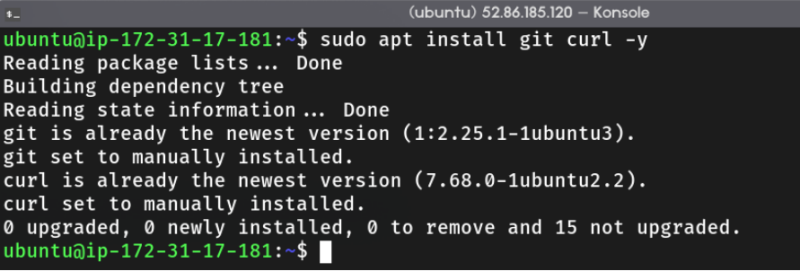 (ubuntu) 52.86.185.120 — Konsole
ubuntu@ip-172-31-17-181:~$ sudo apt install git curl -y
Reading package lists... Done
Building dependency tree
Reading state information... Done
git is already the newest version (1:2.25.1-1ubuntu3).
git set to manually installed.
curl is already the newest version (7.68.0-1ubuntu2.2).
curl set to manually installed.
0 upgraded, 0 newly installed, 0 to remove and 15 not upgraded.
ubuntu@ip-172-31-17-181:~$